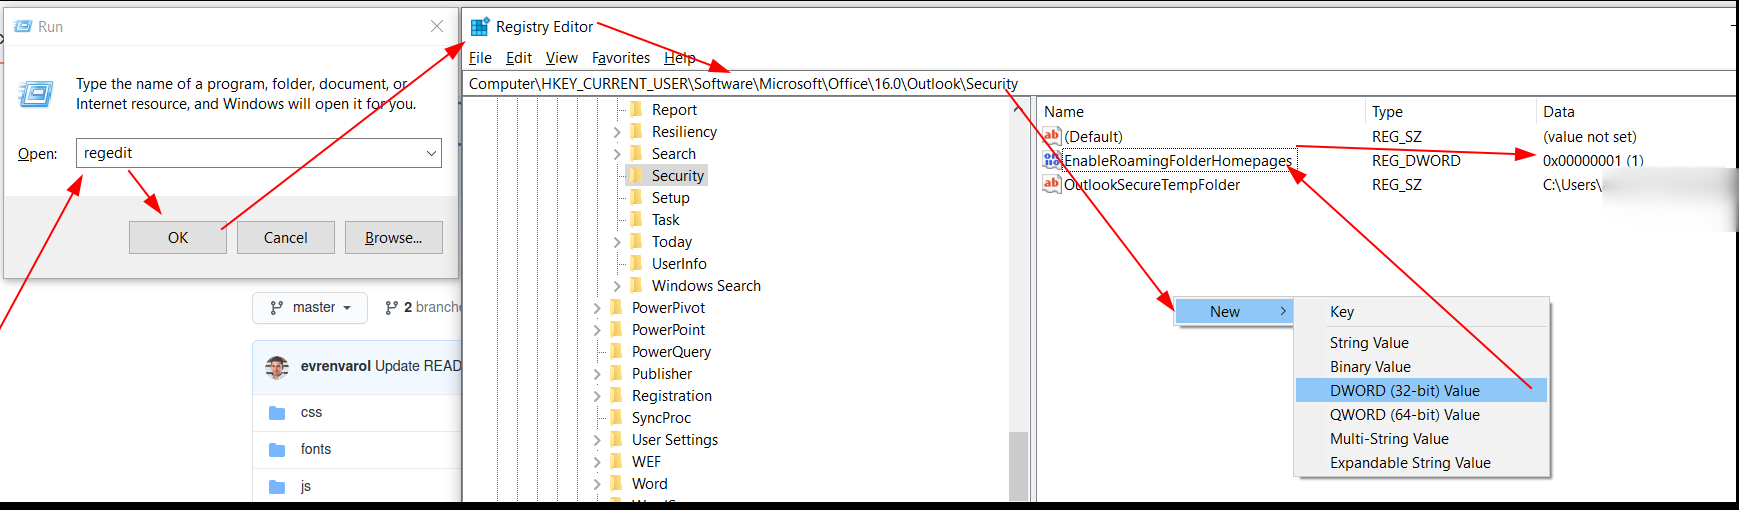 Run
Type the name of a program, folder, document, or
Internet resource, and Windows will open it for you.
Open:
regedit
OK
Cancel
Browse...
master
2 branche
evrenvarol Update READ
css
fonts
js
Registry Editor
File Edit View Favorites Help
Computer\HKEY_CURRENT_USER\Software\Microsoft\Office\16.0\Outlook\Security
Report
Resiliency
Search
Security
Setup
Task
Today
UserInfo
Windows Search
PowerPivot
PowerPoint
PowerQuery
Publisher
Registration
SyncProc
User Settings
WEF
Word
Name Type Data
(Default) REG_SZ (value not set)
EnableRoamingFolderHomepages REG_DWORD 0x00000001 (1)
OutlookSecureTempFolder REG_SZ C:\Users\
New
Key
String Value
Binary Value
DWORD (32-bit) Value
QWORD (64-bit) Value
Multi-String Value
Expandable String Value